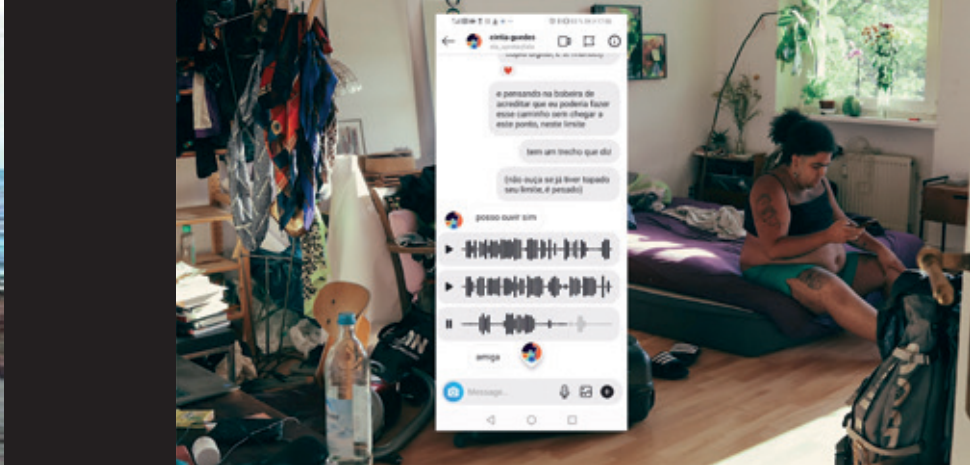 cintia guedes
e pensando na bobeira de
acreditar que eu poderia fazer
esse caminho sem chegar a
este ponto, neste limite
tem um trecho que diz
(não ouça se já tiver topado
seu limite, é pesado)
posso ouvir sim
amiga
Message...